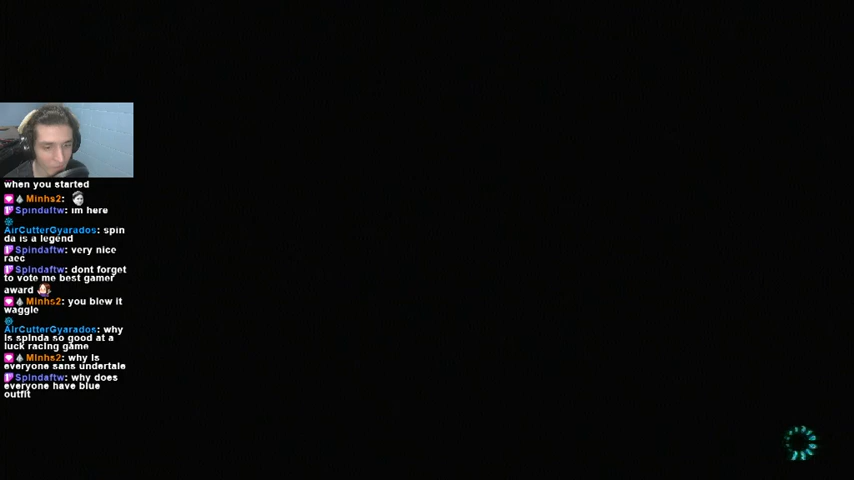 when you started
Minhs2:
Spindaftw: im here
AirCutterGyarados: spin
da is a legend
Spindaftw: very nice
raec
Spindaftw: dont forget
to vote me best gamer
award
Minhs2: you blew it
waggle
AirCutterGyarados: why
is spinda so good at a
luck racing game
Minhs2: why is
everyone sans undertale
Spindaftw: why does
everyone have blue
outfit